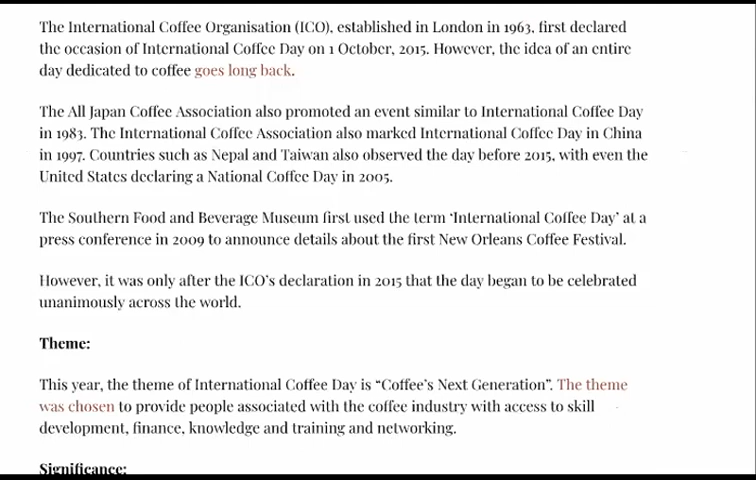 The International Coffee Organisation (ICO), established in London in 1963, first declared
the occasion of International Coffee Day on 1 October, 2015. However, the idea of an entire
day dedicated to coffee goes long back.
The All Japan Coffee Association also promoted an event similar to International Coffee Day
in 1983. The International Coffee Association also marked International Coffee Day in China
in 1997. Countries such as Nepal and Taiwan also observed the day before 2015, with even the
United States declaring a National Coffee Day in 2005.
The Southern Food and Beverage Museum first used the term ‘International Coffee Day’ at a
press conference in 2009 to announce details about the first New Orleans Coffee Festival.
However, it was only after the ICO’s declaration in 2015 that the day began to be celebrated
unanimously across the world.
Theme:
This year, the theme of International Coffee Day is “Coffee’s Next Generation”. The theme
was chosen to provide people associated with the coffee industry with access to skill
development, finance, knowledge and training and networking.
Significance: